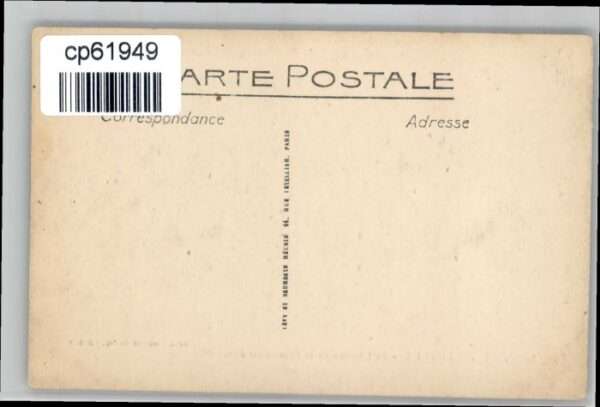 cp61949
ARTE POSTALE
Correspondance
Adresse
LÉVY ET NEURDEIN RÉUNIS 44, RUE LETELLIER, PARIS